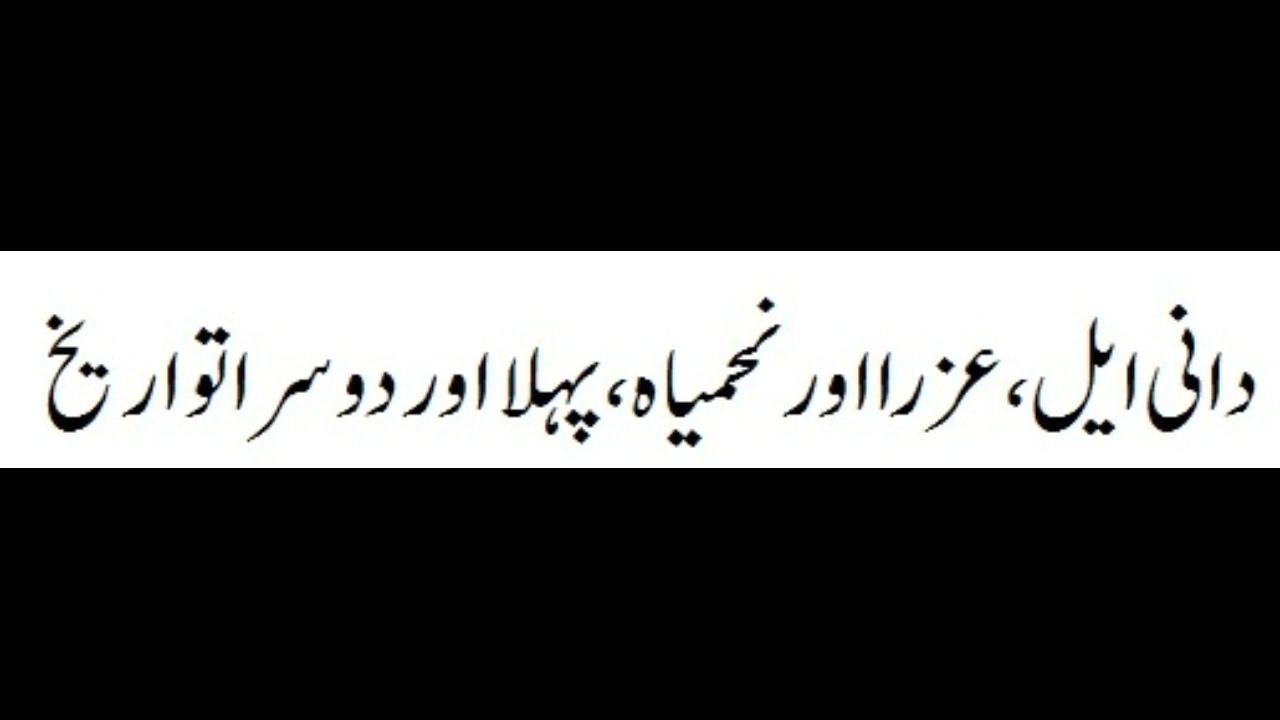 دانی ایل، عزرا اور نحمیاہ، پہلا اور دوسرا تواریخ